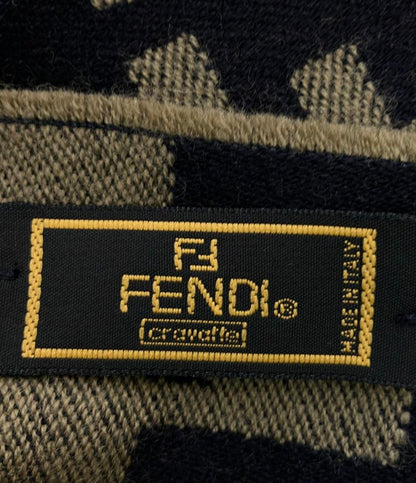 FF
FENDI®
cravatte
MADE IN ITALY